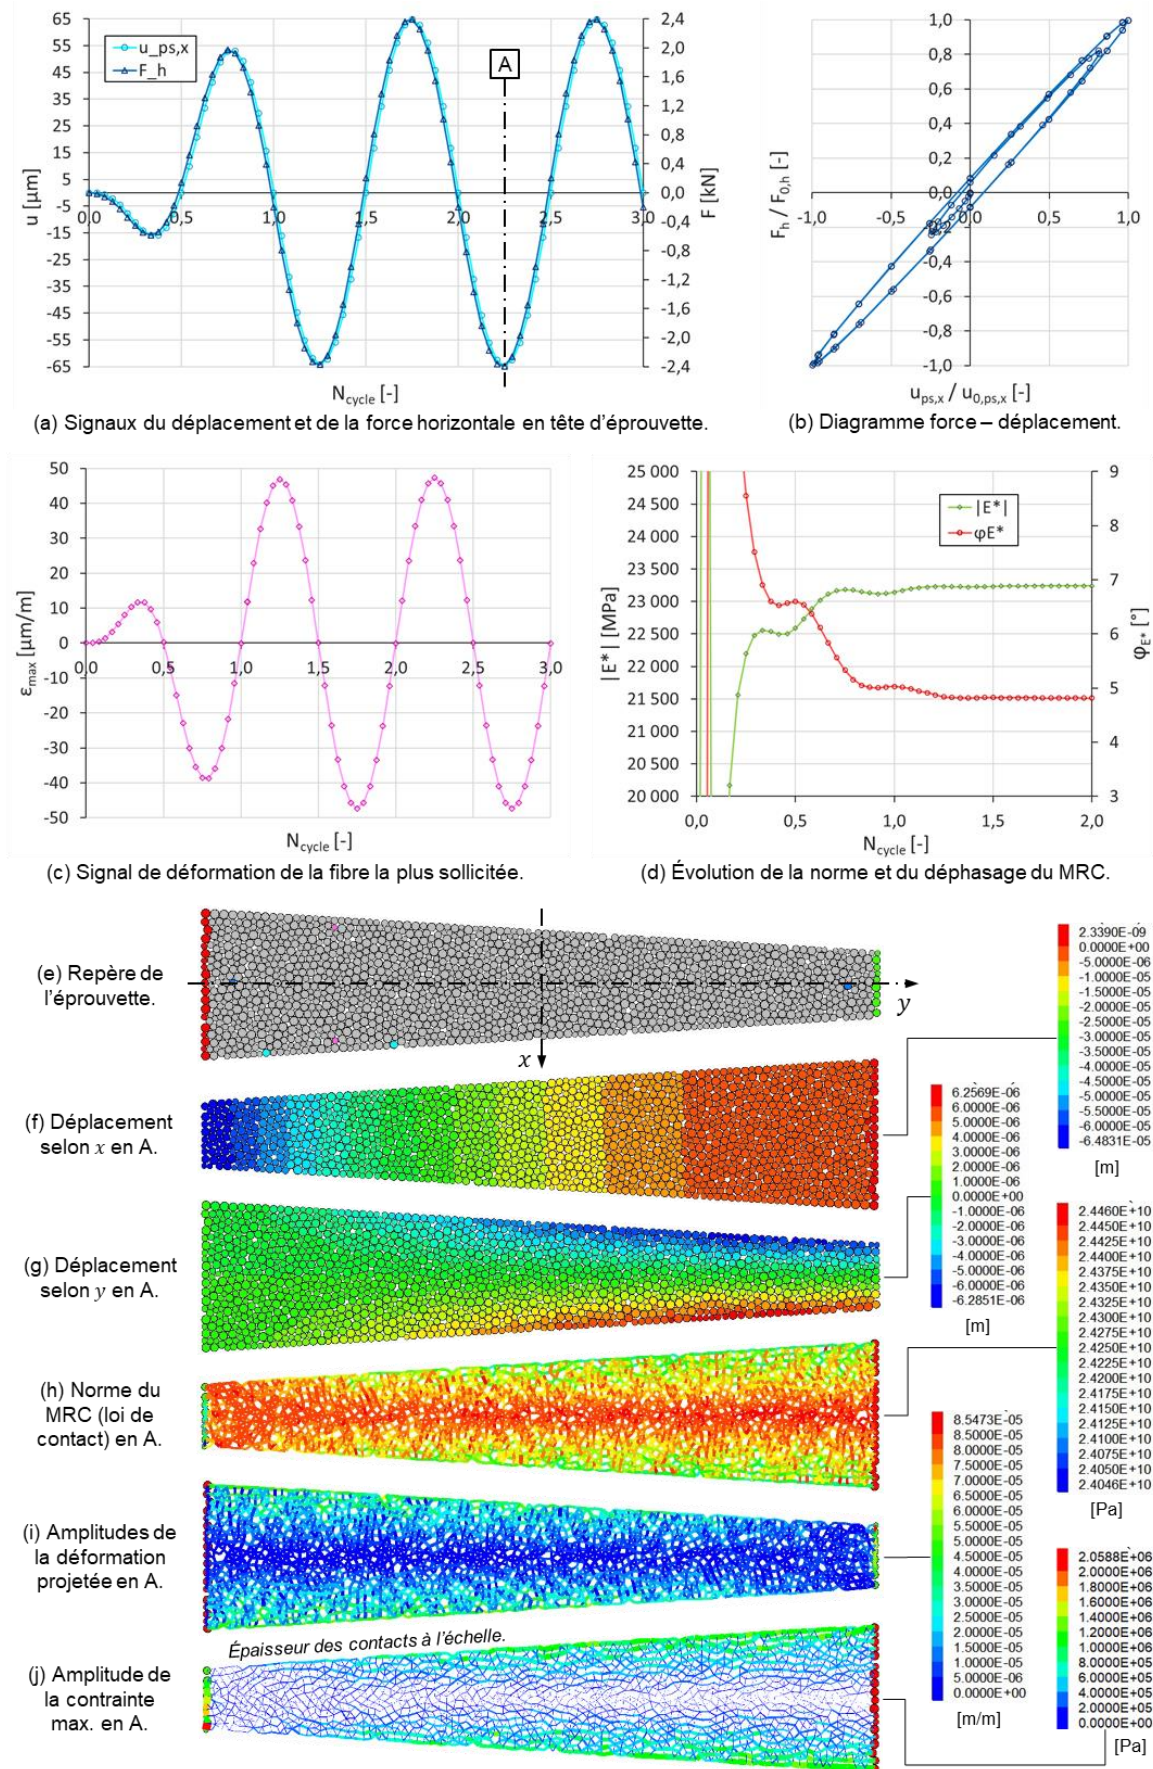 65
55
45
35
25
15
5
-5
-15
-25
-35
-45
-55
-65
u [µm]
u_ps,x
F_h
A
2,4
2,0
1,6
1,2
0,8
0,4
0,0
-0,4
-0,8
-1,2
-1,6
-2,0
-2,4
F [kN]
0,0 0,5 1,0 1,5 2,0 2,5 3,0
Ncycle [-]
(a) Signaux du déplacement et de la force horizontale en tête d'éprouvette.
1,0
0,8
0,6
0,4
0,2
0,0
-0,2
-0,4
-0,6
-0,8
-1,0
-1,0 -0,5 0,0 0,5 1,0
Fh / F0,h [-]
ups,x / u0,ps,x [-]
(b) Diagramme force – déplacement.
50
40
30
20
10
0
-10
-20
-30
-40
-50
εmax [µm/m]
0,0 0,5 1,0 1,5 2,0 2,5 3,0
Ncycle [-]
(c) Signal de déformation de la fibre la plus sollicitée.
25 000
24 500
24 000
23 500
23 000
22 500
22 000
21 500
21 000
20 500
20 000
|E*| [MPa]
|E*|
φE*
9
8
7
6
5
4
3
φE* [°]
0,0 0,5 1,0 1,5 2,0
Ncycle [-]
(d) Évolution de la norme et du déphasage du MRC.
(e) Repère de
l'éprouvette.
y
x
2.3390E-09
0.0000E+00
-5.0000E-06
-1.0000E-05
-1.5000E-05
-2.0000E-05
-2.5000E-05
-3.0000E-05
-3.5000E-05
-4.0000E-05
-4.5000E-05
-5.0000E-05
-5.5000E-05
-6.0000E-05
-6.4831E-05
[m]
(f) Déplacement
selon x en A.
6.2569E-06
6.0000E-06
5.0000E-06
4.0000E-06
3.0000E-06
2.0000E-06
1.0000E-06
0.0000E+00
-1.0000E-06
-2.0000E-06
-3.0000E-06
-4.0000E-06
-5.0000E-06
-6.0000E-06
-6.2851E-06
[m]
(g) Déplacement
selon y en A.
2.4460E+10
2.4450E+10
2.4425E+10
2.4400E+10
2.4375E+10
2.4350E+10
2.4325E+10
2.4300E+10
2.4275E+10
2.4250E+10
2.4225E+10
2.4200E+10
2.4175E+10
2.4150E+10
2.4125E+10
2.4100E+10
2.4075E+10
2.4050E+10
2.4046E+10
[Pa]
(h) Norme du
MRC (loi de
contact) en A.
8.5473E-05
8.5000E-05
8.0000E-05
7.5000E-05
7.0000E-05
6.5000E-05
6.0000E-05
5.5000E-05
5.0000E-05
4.5000E-05
4.0000E-05
3.5000E-05
3.0000E-05
2.5000E-05
2.0000E-05
1.5000E-05
1.0000E-05
5.0000E-06
0.0000E+00
[m/m]
(i) Amplitudes de
la déformation
projetée en A.
2.0588E+06
2.0000E+06
1.8000E+06
1.6000E+06
1.4000E+06
1.2000E+06
1.0000E+06
8.0000E+05
6.0000E+05
4.0000E+05
2.0000E+05
0.0000E+00
[Pa]
Épaisseur des contacts à l'échelle.
(j) Amplitude de
la contrainte
max. en A.